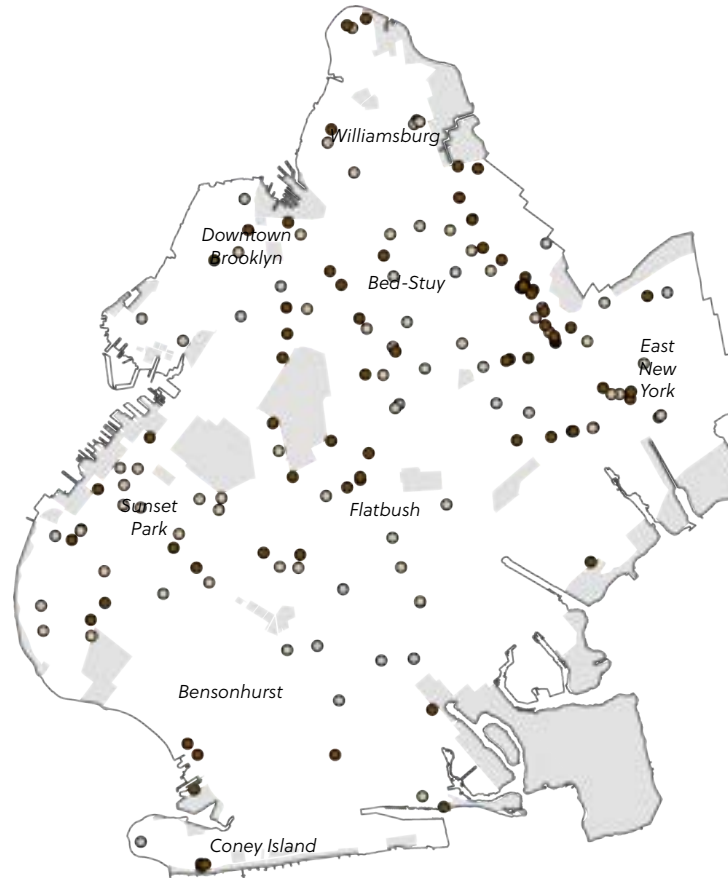 Williamsburg
Downtown
Brooklyn
Bed-Stuy
East
New
York
Sunset
Park
Flatbush
Bensonhurst
Coney Island